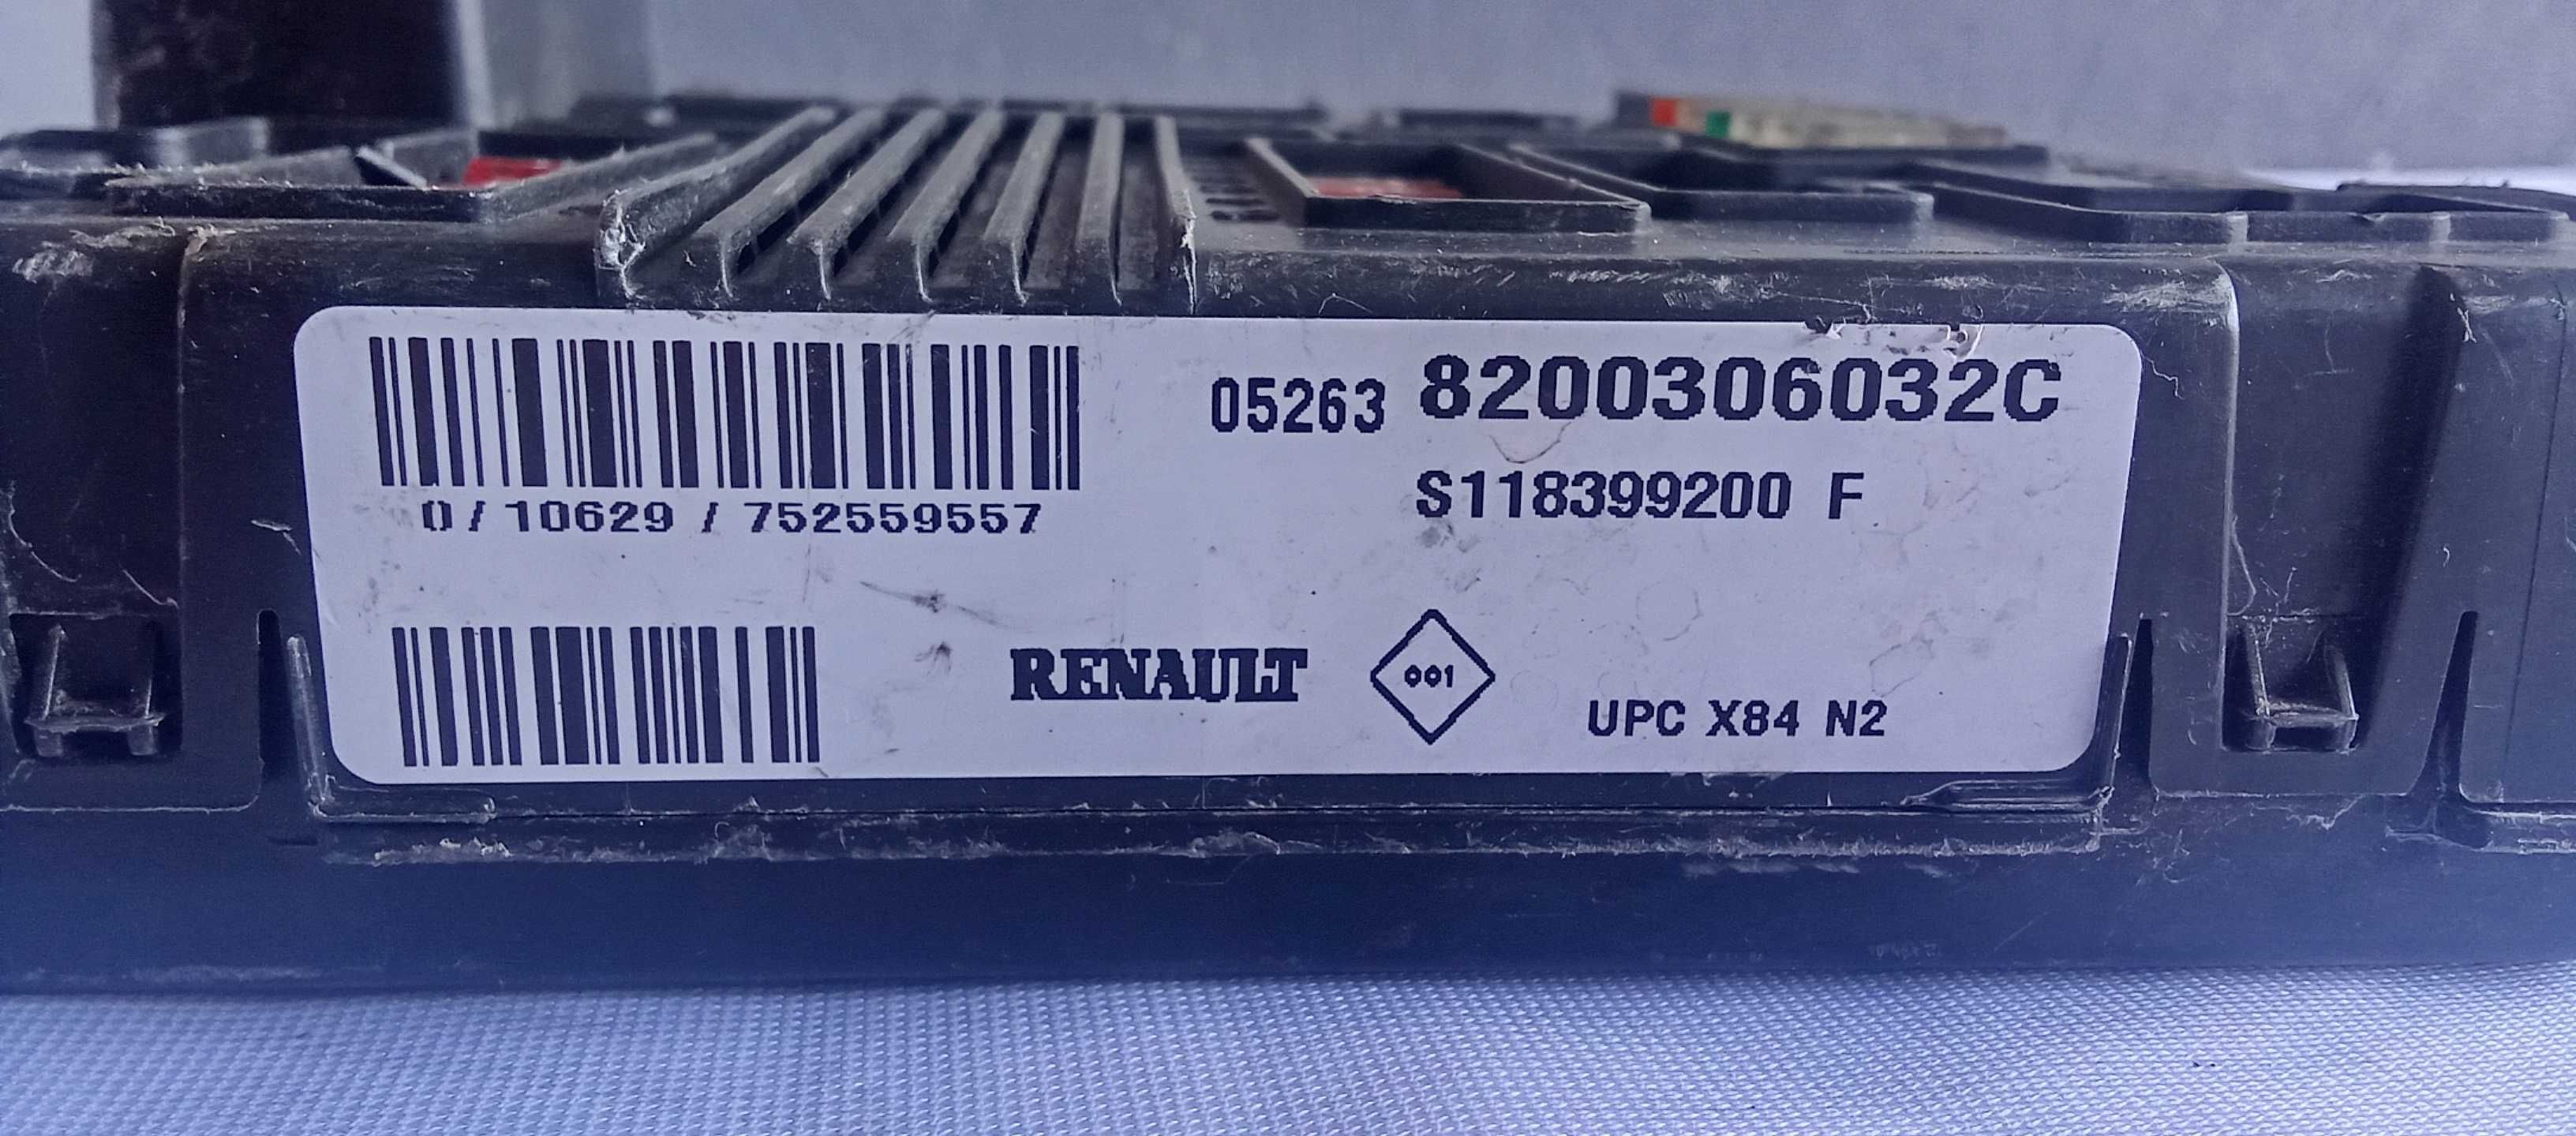 05263 8200306032C
S118399200 F
0/10629/752559557
RENAULT 001 UPC X84 N2